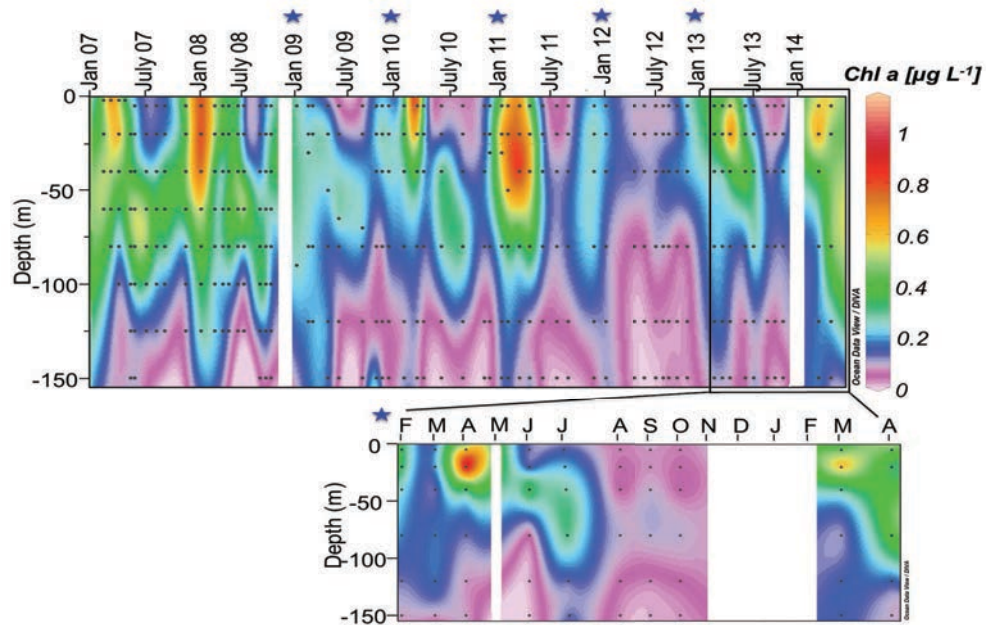 Jan 07
July 07
Jan 08
July 08
Jan 09
July 09
Jan 10
July 10
Jan 11
July 11
Jan 12
July 12
Jan 13
July 13
Jan 14
Chl a [µg L-1]
Depth (m)
0
-50
-100
-150
1
0.8
0.6
0.4
0.2
0
Ocean Data View / DIVA
F M A M J J A S O N D J F M A
Depth (m)
0
-50
-100
-150
Ocean Data View / DIVA